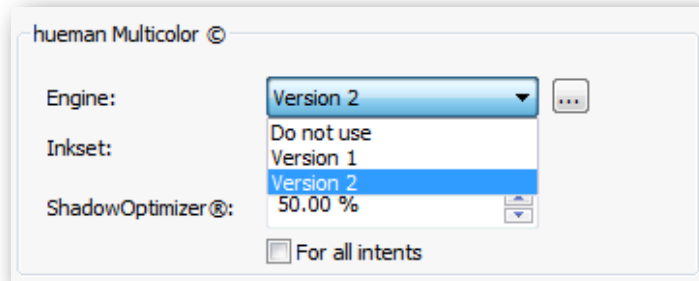 hueman Multicolor ©
Engine: Version 2 ...
Do not use
Inkset: Version 1
Version 2
ShadowOptimizer®: 50.00 %
For all intents